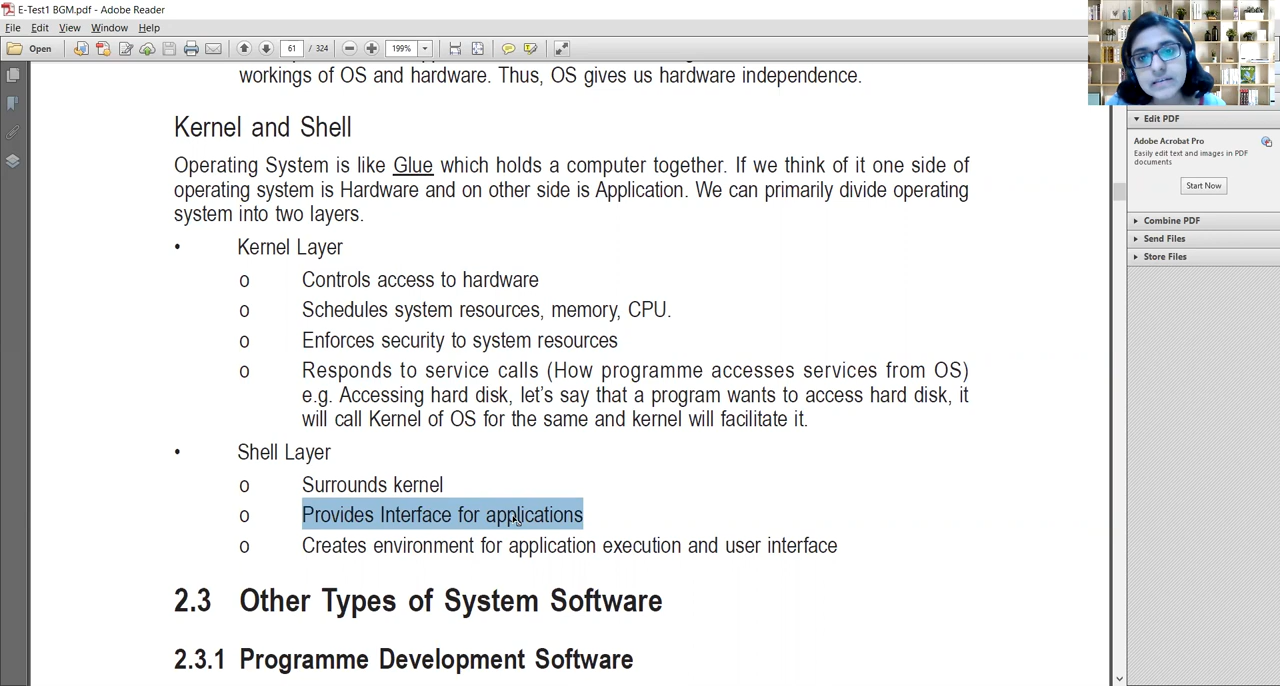 E-Test1 BGM.pdf - Adobe Reader
File Edit View Window Help
Open 61 / 324 199%
workings of OS and hardware. Thus, OS gives us hardware independence.
Kernel and Shell
Operating System is like Glue which holds a computer together. If we think of it one side of
operating system is Hardware and on other side is Application. We can primarily divide operating
system into two layers.
• Kernel Layer
o Controls access to hardware
o Schedules system resources, memory, CPU.
o Enforces security to system resources
o Responds to service calls (How programme accesses services from OS)
e.g. Accessing hard disk, let's say that a program wants to access hard disk, it
will call Kernel of OS for the same and kernel will facilitate it.
• Shell Layer
o Surrounds kernel
o Provides Interface for applications
o Creates environment for application execution and user interface
2.3 Other Types of System Software
2.3.1 Programme Development Software
Edit PDF
Adobe Acrobat Pro
Easily edit text and images in PDF
documents
Start Now
Combine PDF
Send Files
Store Files